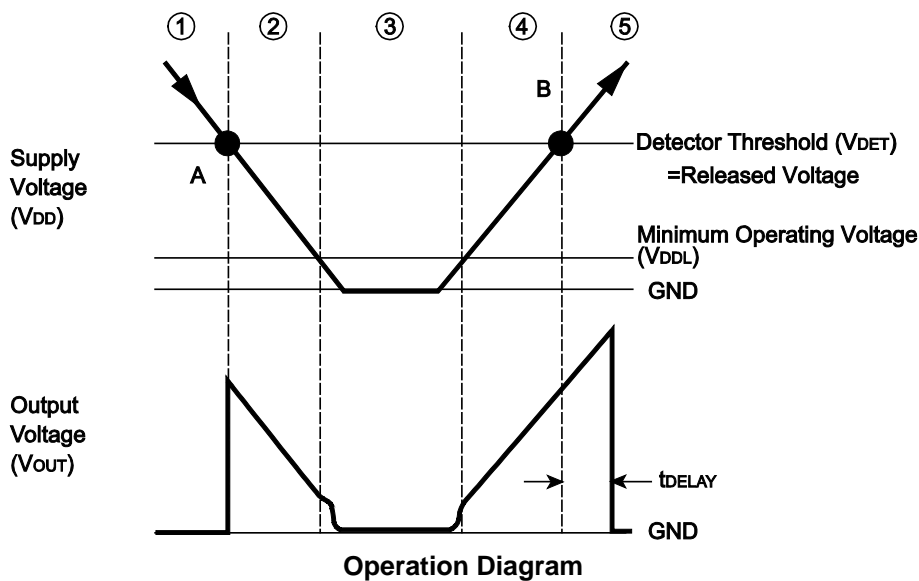 ① ② ③ ④ ⑤
B
Detector Threshold (VDET)
=Released Voltage
A
Supply
Voltage
(VDD)
Minimum Operating Voltage
(VDDL)
GND
Output
Voltage
(VOUT)
tDELAY
GND
Operation Diagram